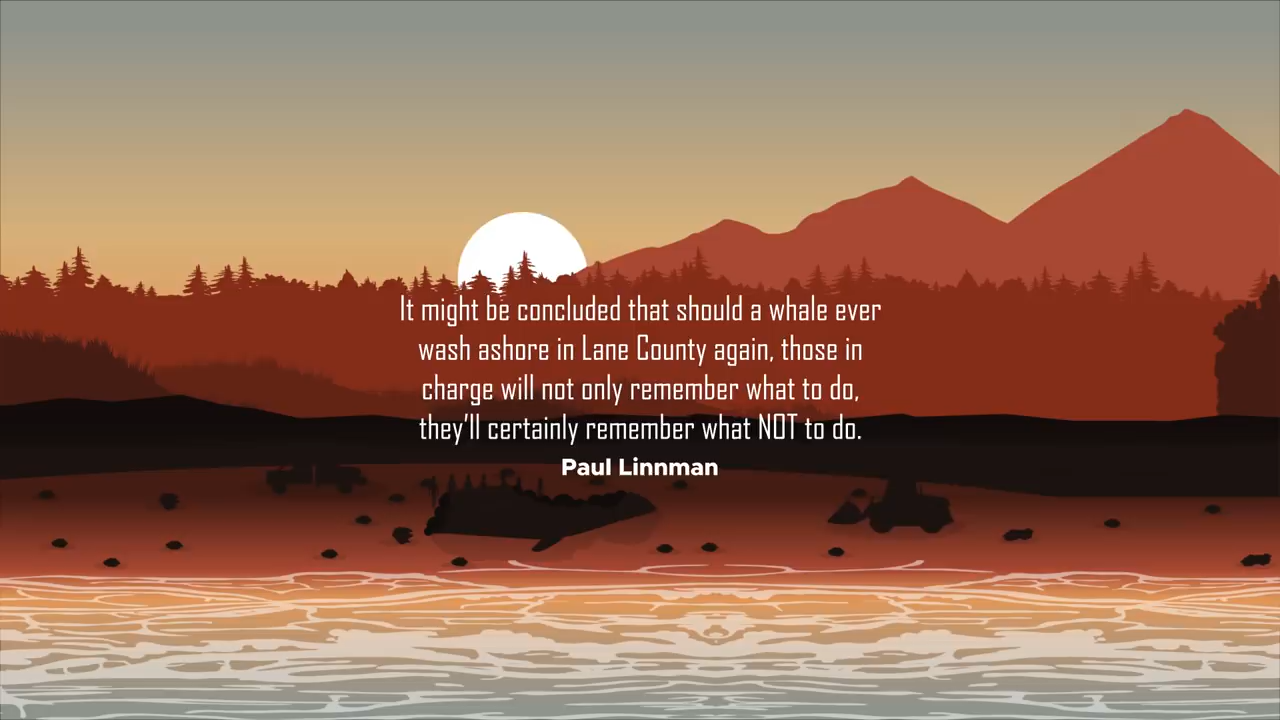 It might be concluded that should a whale ever
wash ashore in Lane County again, those in
charge will not only remember what to do,
they'll certainly remember what NOT to do.
Paul Linnman